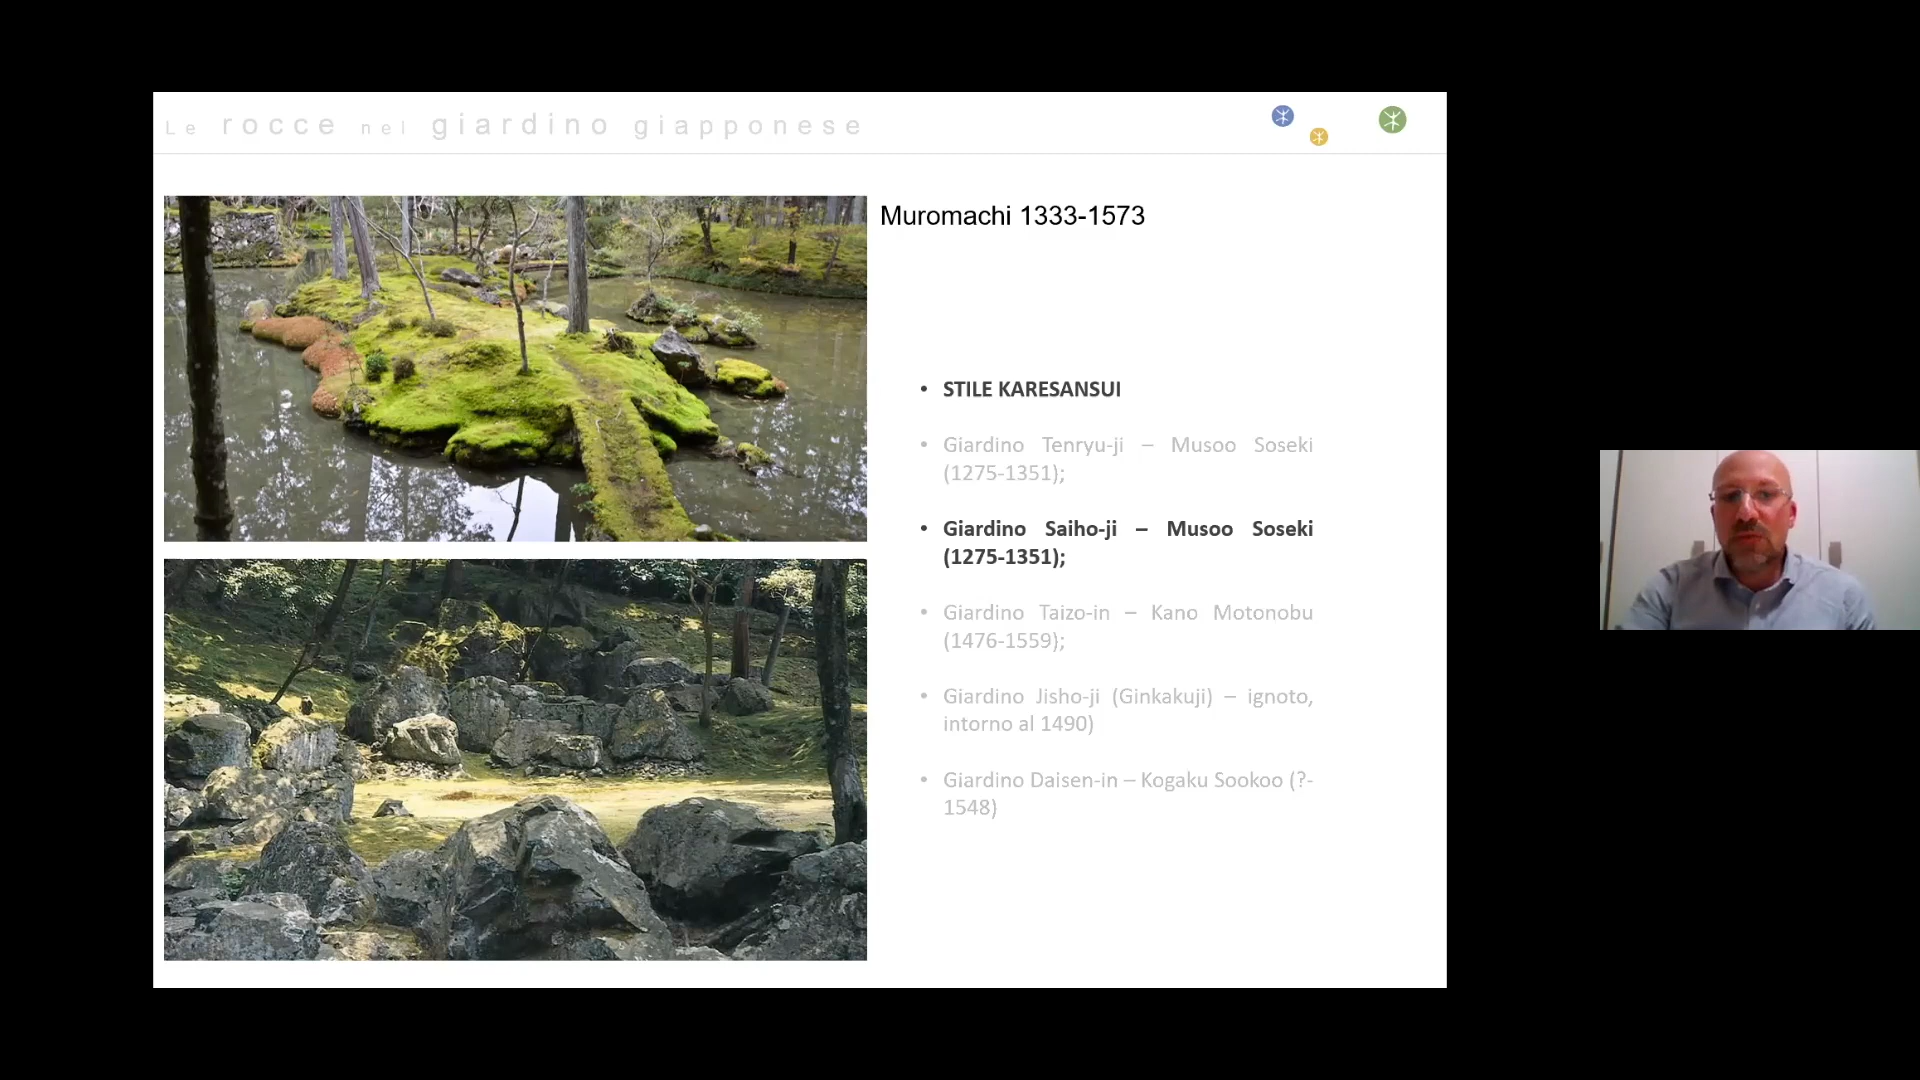 Le rocce nel giardino giapponese
Muromachi 1333-1573
• STILE KARESANSUI
• Giardino Tenryu-ji – Musoo Soseki
(1275-1351);
• Giardino Saiho-ji – Musoo Soseki
(1275-1351);
• Giardino Taizo-in – Kano Motonobu
(1476-1559);
• Giardino Jisho-ji (Ginkakuji) – ignoto,
intorno al 1490)
• Giardino Daisen-in – Kogaku Sookoo (?-
1548)